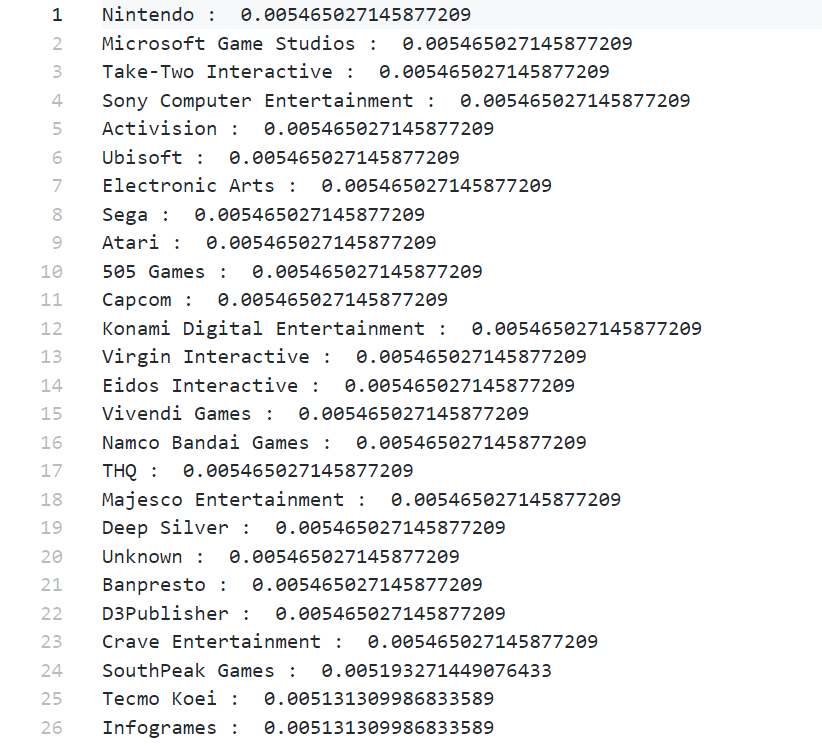 1 Nintendo :  0.005465027145877209
2 Microsoft Game Studios :  0.005465027145877209
3 Take-Two Interactive :  0.005465027145877209
4 Sony Computer Entertainment :  0.005465027145877209
5 Activision :  0.005465027145877209
6 Ubisoft :  0.005465027145877209
7 Electronic Arts :  0.005465027145877209
8 Sega :  0.005465027145877209
9 Atari :  0.005465027145877209
10 505 Games :  0.005465027145877209
11 Capcom :  0.005465027145877209
12 Konami Digital Entertainment :  0.005465027145877209
13 Virgin Interactive :  0.005465027145877209
14 Eidos Interactive :  0.005465027145877209
15 Vivendi Games :  0.005465027145877209
16 Namco Bandai Games :  0.005465027145877209
17 THQ :  0.005465027145877209
18 Majesco Entertainment :  0.005465027145877209
19 Deep Silver :  0.005465027145877209
20 Unknown :  0.005465027145877209
21 Banpresto :  0.005465027145877209
22 D3Publisher :  0.005465027145877209
23 Crave Entertainment :  0.005465027145877209
24 SouthPeak Games :  0.005193271449076433
25 Tecmo Koei :  0.005131309986833589
26 Infogrames :  0.005131309986833589